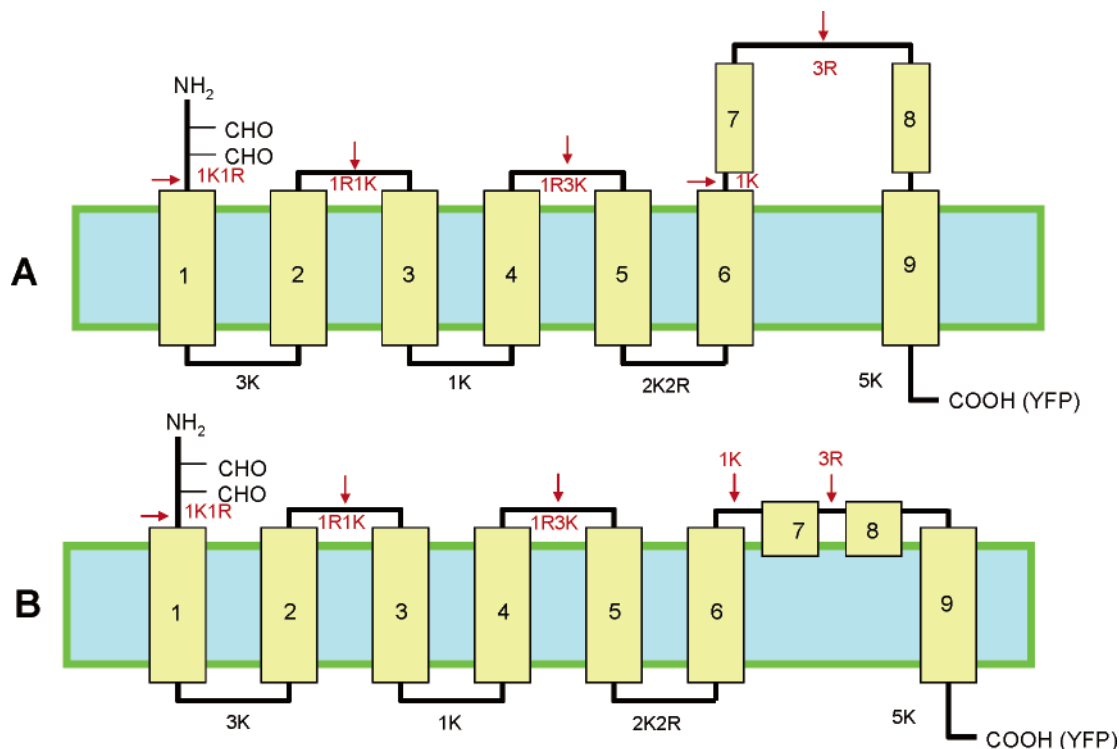 3R
NH2
7
8
CHO
CHO
1K1R
1R1K
1R3K
1K
A
1
2
3
4
5
6
9
3K
1K
2K2R
5K
COOH (YFP)
NH2
CHO
CHO
1K
3R
1K1R
1R1K
1R3K
7
8
B
1
2
3
4
5
6
9
3K
1K
2K2R
5K
COOH (YFP)